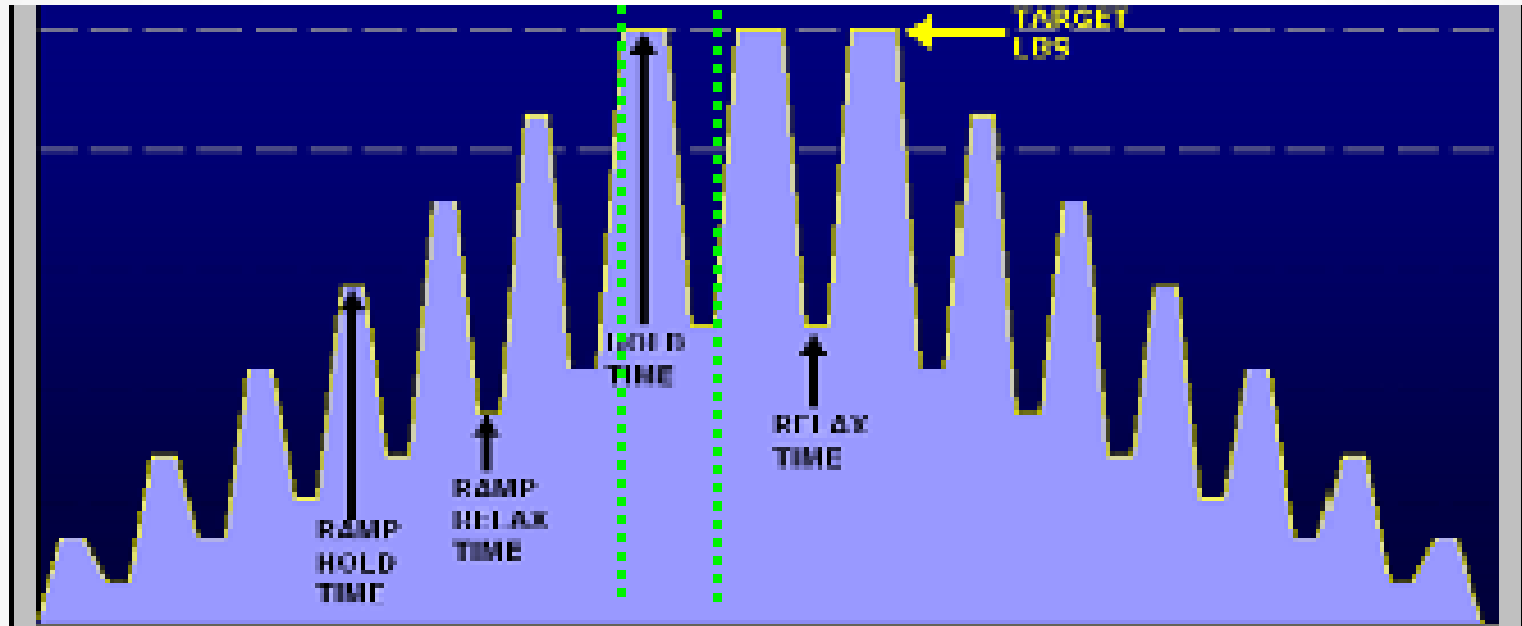 TARGET
LBS
HOLD
TIME
RELAX
TIME
RAMP
RELAX
TIME
RAMP
HOLD
TIME